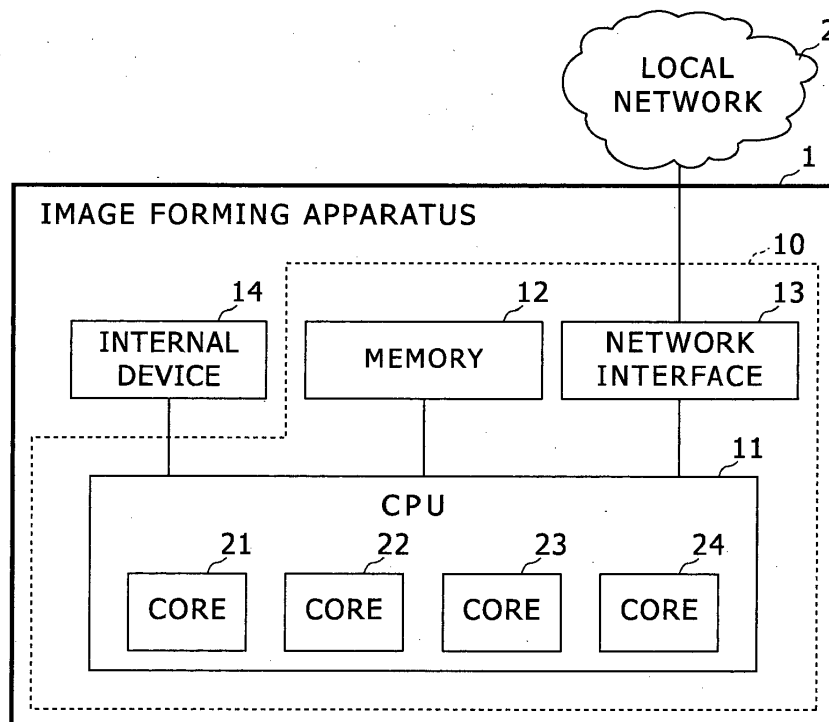 2
LOCAL
NETWORK
1
IMAGE FORMING APPARATUS
10
14
12
13
INTERNAL
DEVICE
MEMORY
NETWORK
INTERFACE
11
CPU
21
22
23
24
CORE
CORE
CORE
CORE